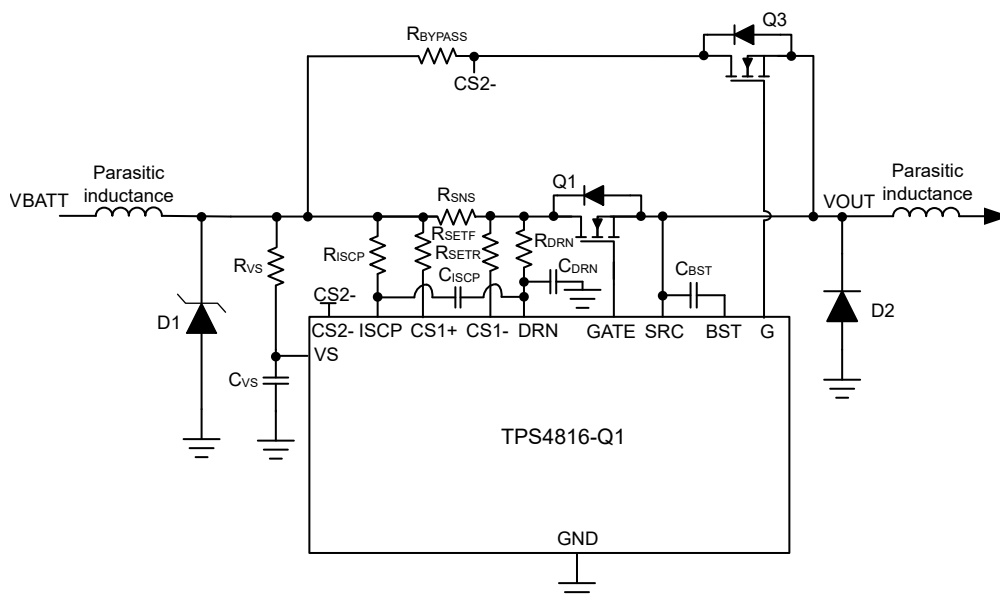 RBYPASS
Q3
CS2-
Parasitic
inductance
VBATT
RSNS
Q1
VOUT
Parasitic
inductance
RVS
RISCP
RSETF
RSETR
RDRN
CISCP
CDRN
CBST
D1
CS2-
D2
CS2- ISCP CS1+ CS1- DRN GATE SRC BST G
VS
CVS
TPS4816-Q1
GND